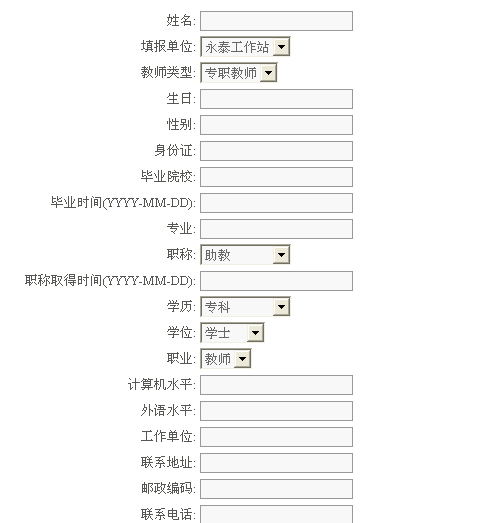 姓名:
填报单位: 永泰工作站
教师类型: 专职教师
生日:
性别:
身份证:
毕业院校:
毕业时间(YYYY-MM-DD):
专业:
职称: 助教
职称取得时间(YYYY-MM-DD):
学历: 专科
学位: 学士
职业: 教师
计算机水平:
外语水平:
工作单位:
联系地址:
邮政编码:
联系电话: